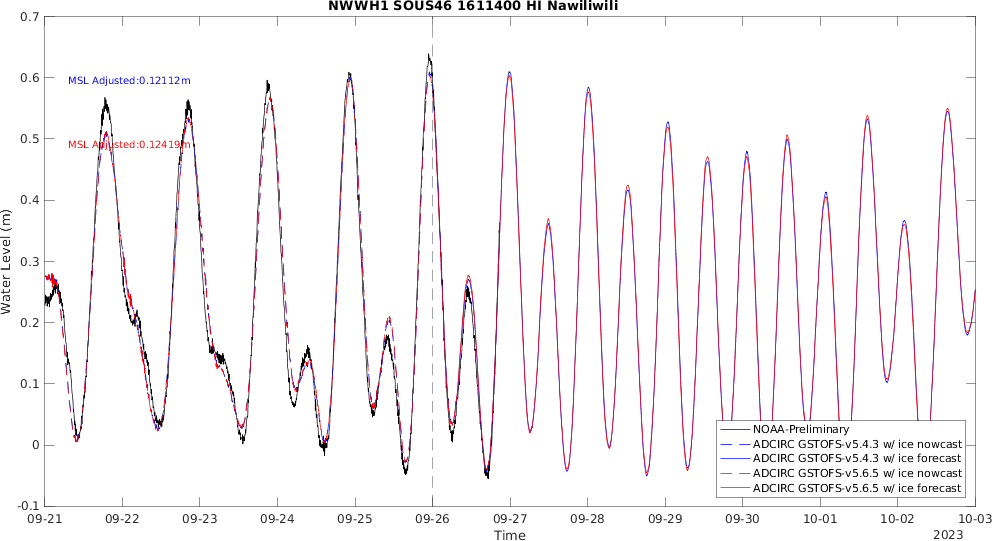 NWWH1 SOUS46 1611400 HI Nawiliwili
0.7
0.6
0.5
0.4
0.3
0.2
0.1
0
-0.1
Water Level (m)
MSL Adjusted:0.12112m
MSL Adjusted:0.12419m
NOAA-Preliminary
ADCIRC GSTOFS-v5.4.3 w/ ice nowcast
ADCIRC GSTOFS-v5.4.3 w/ ice forecast
ADCIRC GSTOFS-v5.6.5 w/ ice nowcast
ADCIRC GSTOFS-v5.6.5 w/ ice forecast
09-21 09-22 09-23 09-24 09-25 09-26 09-27 09-28 09-29 09-30 10-01 10-02 10-03
Time
2023